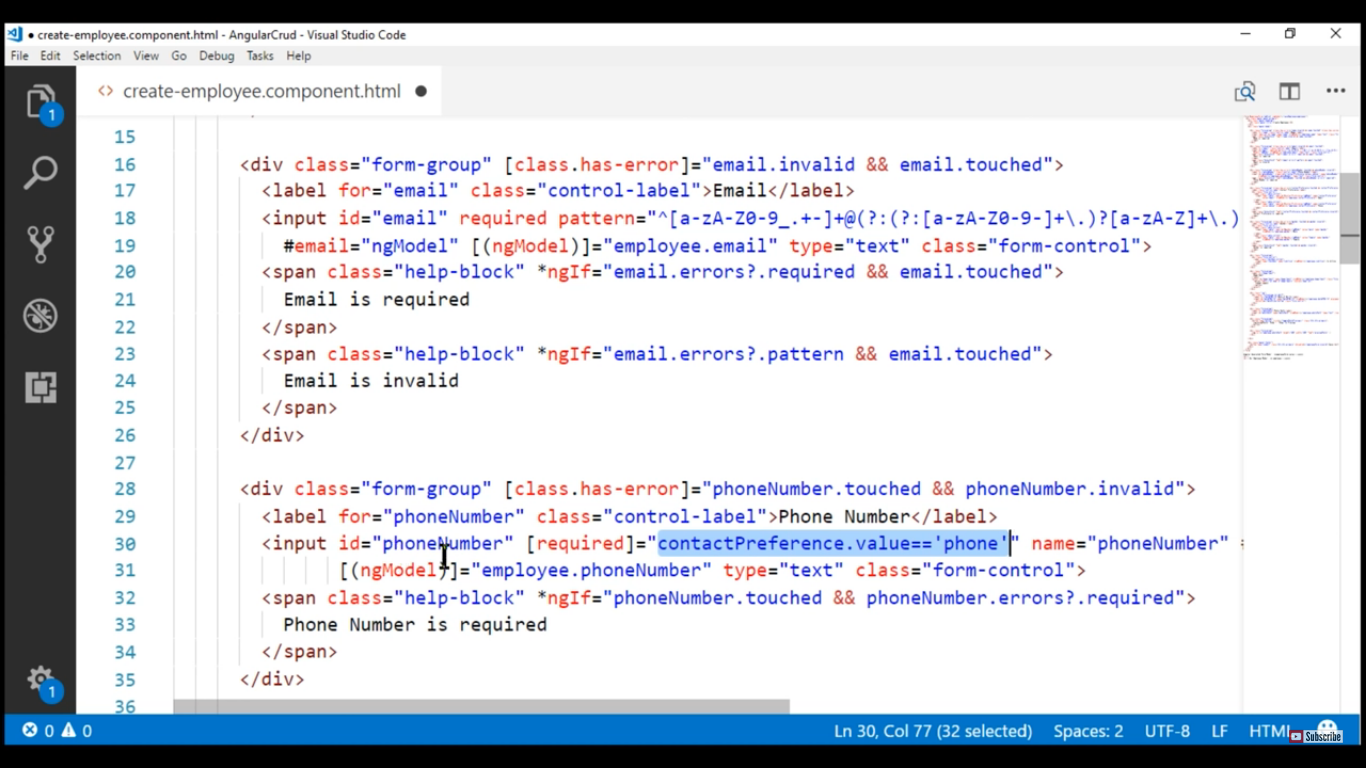 ● create-employee.component.html - AngularCrud - Visual Studio Code
File Edit Selection View Go Debug Tasks Help
<> create-employee.component.html ●
1
15
16 <div class="form-group" [class.has-error]="email.invalid && email.touched">
17 <label for="email" class="control-label">Email</label>
18 <input id="email" required pattern="^[a-zA-Z0-9_.+-]+@(?:(?:[a-zA-Z0-9-]+\.)?[a-zA-Z]+\.)
19 #email="ngModel" [(ngModel)]="employee.email" type="text" class="form-control">
20 <span class="help-block" *ngIf="email.errors?.required && email.touched">
21 Email is required
22 </span>
23 <span class="help-block" *ngIf="email.errors?.pattern && email.touched">
24 Email is invalid
25 </span>
26 </div>
27
28 <div class="form-group" [class.has-error]="phoneNumber.touched && phoneNumber.invalid">
29 <label for="phoneNumber" class="control-label">Phone Number</label>
30 <input id="phoneNumber" [required]="contactPreference.value=='phone'" name="phoneNumber"
31 [(ngModel)]="employee.phoneNumber" type="text" class="form-control">
32 <span class="help-block" *ngIf="phoneNumber.touched && phoneNumber.errors?.required">
33 Phone Number is required
34 </span>
35 </div>
36
1
0 0 Ln 30, Col 77 (32 selected) Spaces: 2 UTF-8 LF HTML
Subscribe